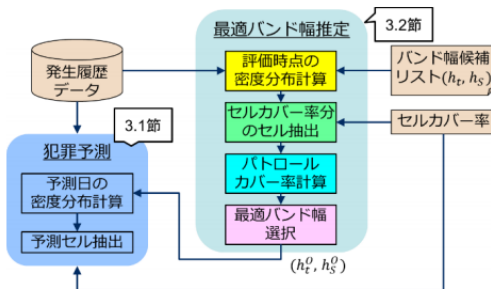 最適バンド幅推定
3.2節
発生履歴
データ
評価時点の
密度分布計算
バンド幅候補
リスト(h_t, h_S)
3.1節
セルカバー率分
のセル抽出
セルカバー率
犯罪予測
パトロール
カバー率計算
予測日の
密度分布計算
最適バンド幅
選択
予測セル抽出
(h_t^O, h_S^O)